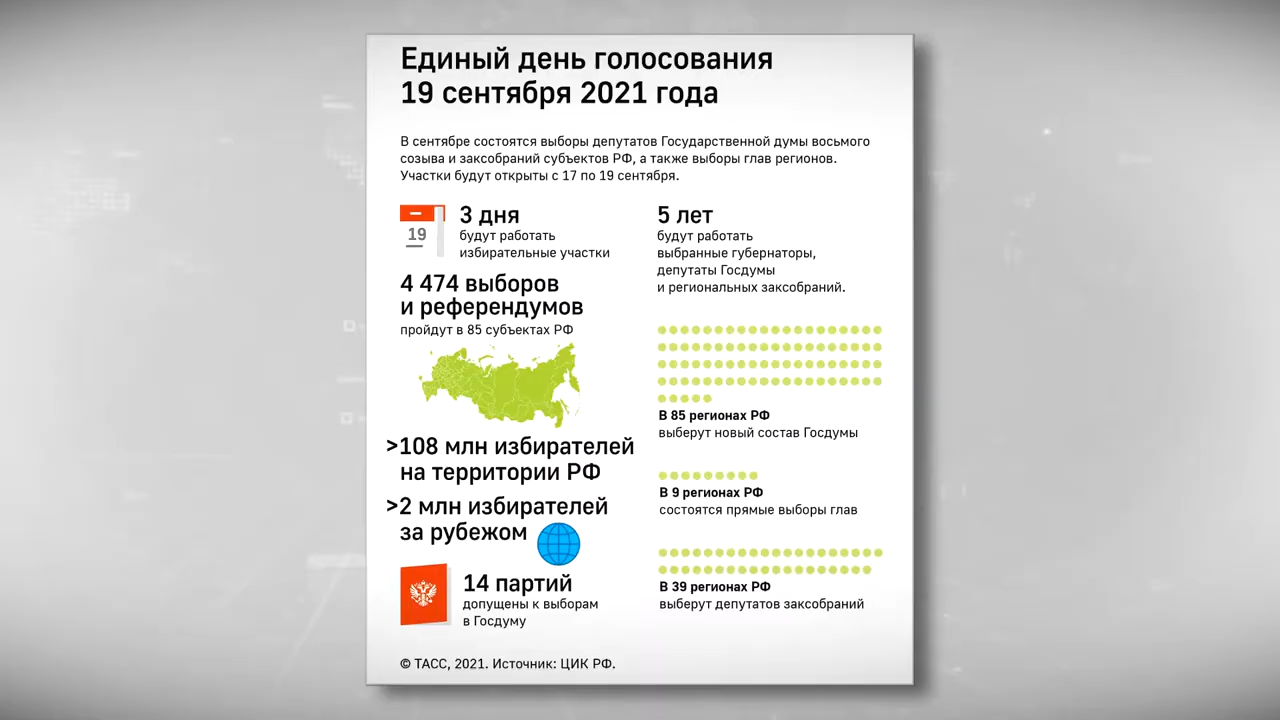 Единый день голосования
19 сентября 2021 года
В сентябре состоятся выборы депутатов Государственной думы восьмого
созыва и заксобраний субъектов РФ, а также выборы глав регионов.
Участки будут открыты с 17 по 19 сентября.
19
3 дня
будут работать
избирательные участки
4 474 выборов
и референдумов
пройдут в 85 субъектах РФ
>108 млн избирателей
на территории РФ
>2 млн избирателей
за рубежом
14 партий
допущены к выборам
в Госдуму
5 лет
будут работать
выбранные губернаторы,
депутаты Госдумы
и региональных заксобраний.
В 85 регионах РФ
выберут новый состав Госдумы
В 9 регионах РФ
состоятся прямые выборы глав
В 39 регионах РФ
выберут депутатов заксобраний
© ТАСС, 2021. Источник: ЦИК РФ.